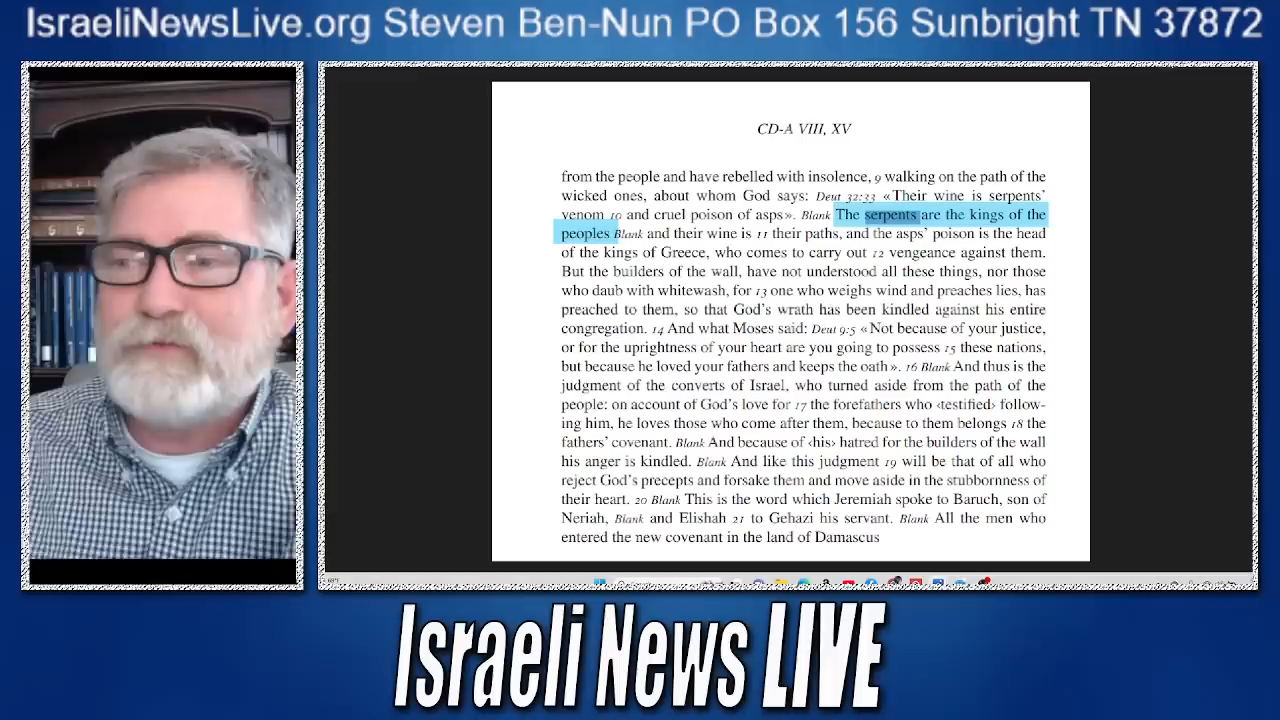 IsraeliNewsLive.org Steven Ben-Nun PO Box 156 Sunbright TN 37872
CD-A VIII, XV
from the people and have rebelled with insolence, 9 walking on the path of the
wicked ones, about whom God says: Deut 32:33 «Their wine is serpents’
venom 10 and cruel poison of asps». Blank The serpents are the kings of the
peoples Blank and their wine is 11 their paths, and the asps’ poison is the head
of the kings of Greece, who comes to carry out 12 vengeance against them.
But the builders of the wall, have not understood all these things, nor those
who daub with whitewash, for 13 one who weighs wind and preaches lies, has
preached to them, so that God’s wrath has been kindled against his entire
congregation. 14 And what Moses said: Deut 9:5 «Not because of your justice,
or for the uprightness of your heart are you going to possess 15 these nations,
but because he loved your fathers and keeps the oath». 16 Blank And thus is the
judgment of the converts of Israel, who turned aside from the path of the
people: on account of God’s love for 17 the forefathers who ‹testified› follow-
ing him, he loves those who come after them, because to them belongs 18 the
fathers’ covenant. Blank And because of ‹his› hatred for the builders of the wall
his anger is kindled. Blank And like this judgment 19 will be that of all who
reject God’s precepts and forsake them and move aside in the stubbornness of
their heart. 20 Blank This is the word which Jeremiah spoke to Baruch, son of
Neriah, Blank and Elishah 21 to Gehazi his servant. Blank All the men who
entered the new covenant in the land of Damascus
Israeli News LIVE